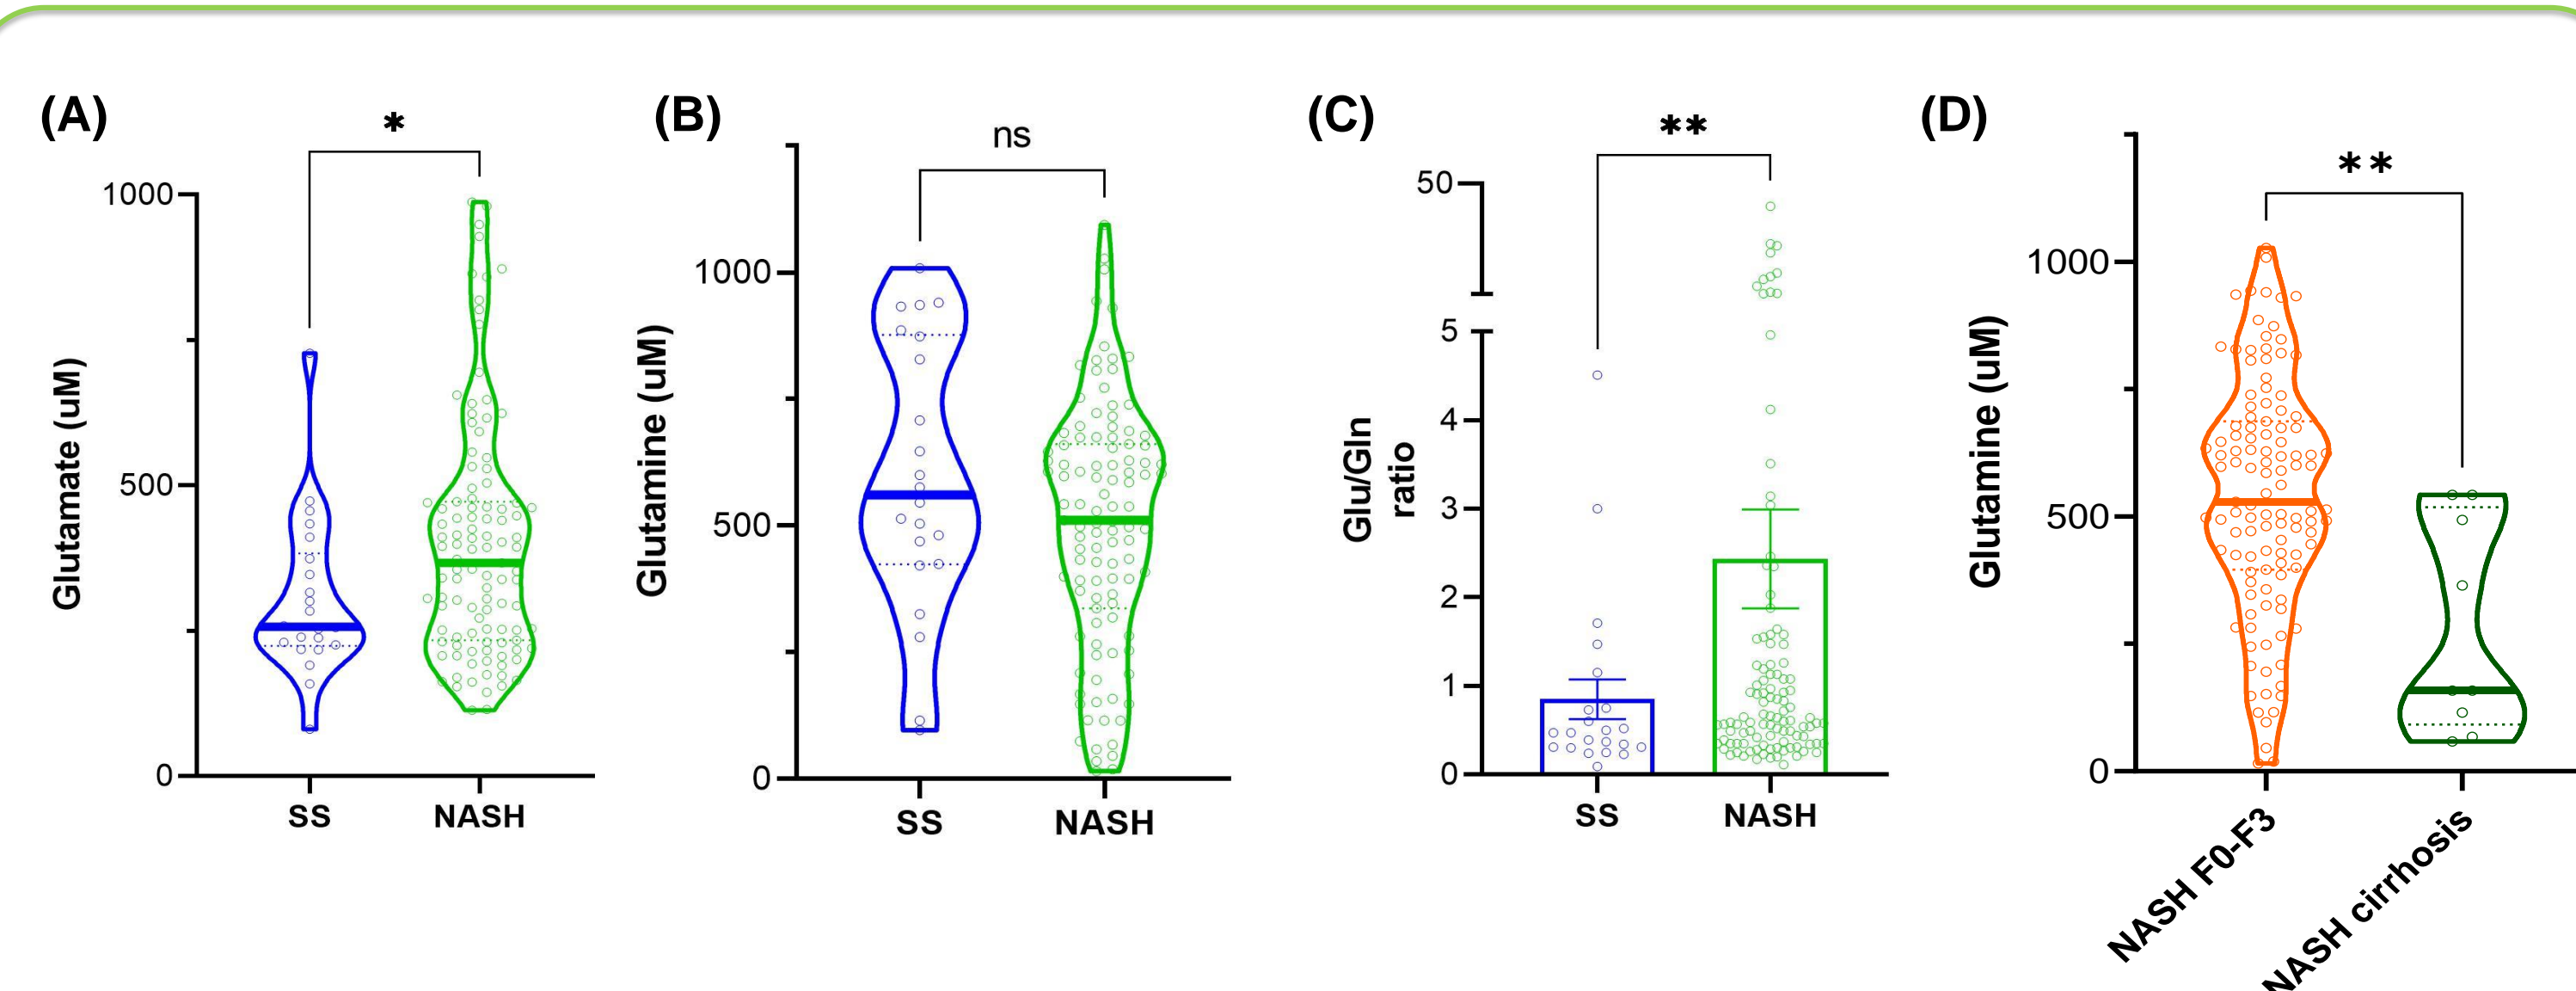 (A)
*
1000
500
0
Glutamate (uM)
SS
NASH
(B)
ns
1000
500
0
Glutamine (uM)
SS
NASH
(C)
**
50
5
4
3
2
1
0
Glu/Gln
ratio
SS
NASH
(D)
**
1000
500
0
Glutamine (uM)
NASH F0-F3
NASH cirrhosis